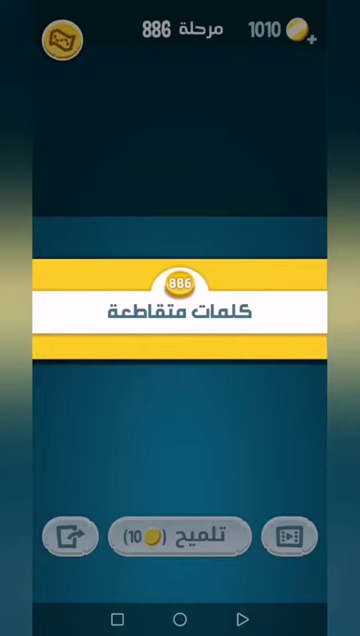 مرحلة 886
1010
886
كلمات متقاطعة
تلميح (10)